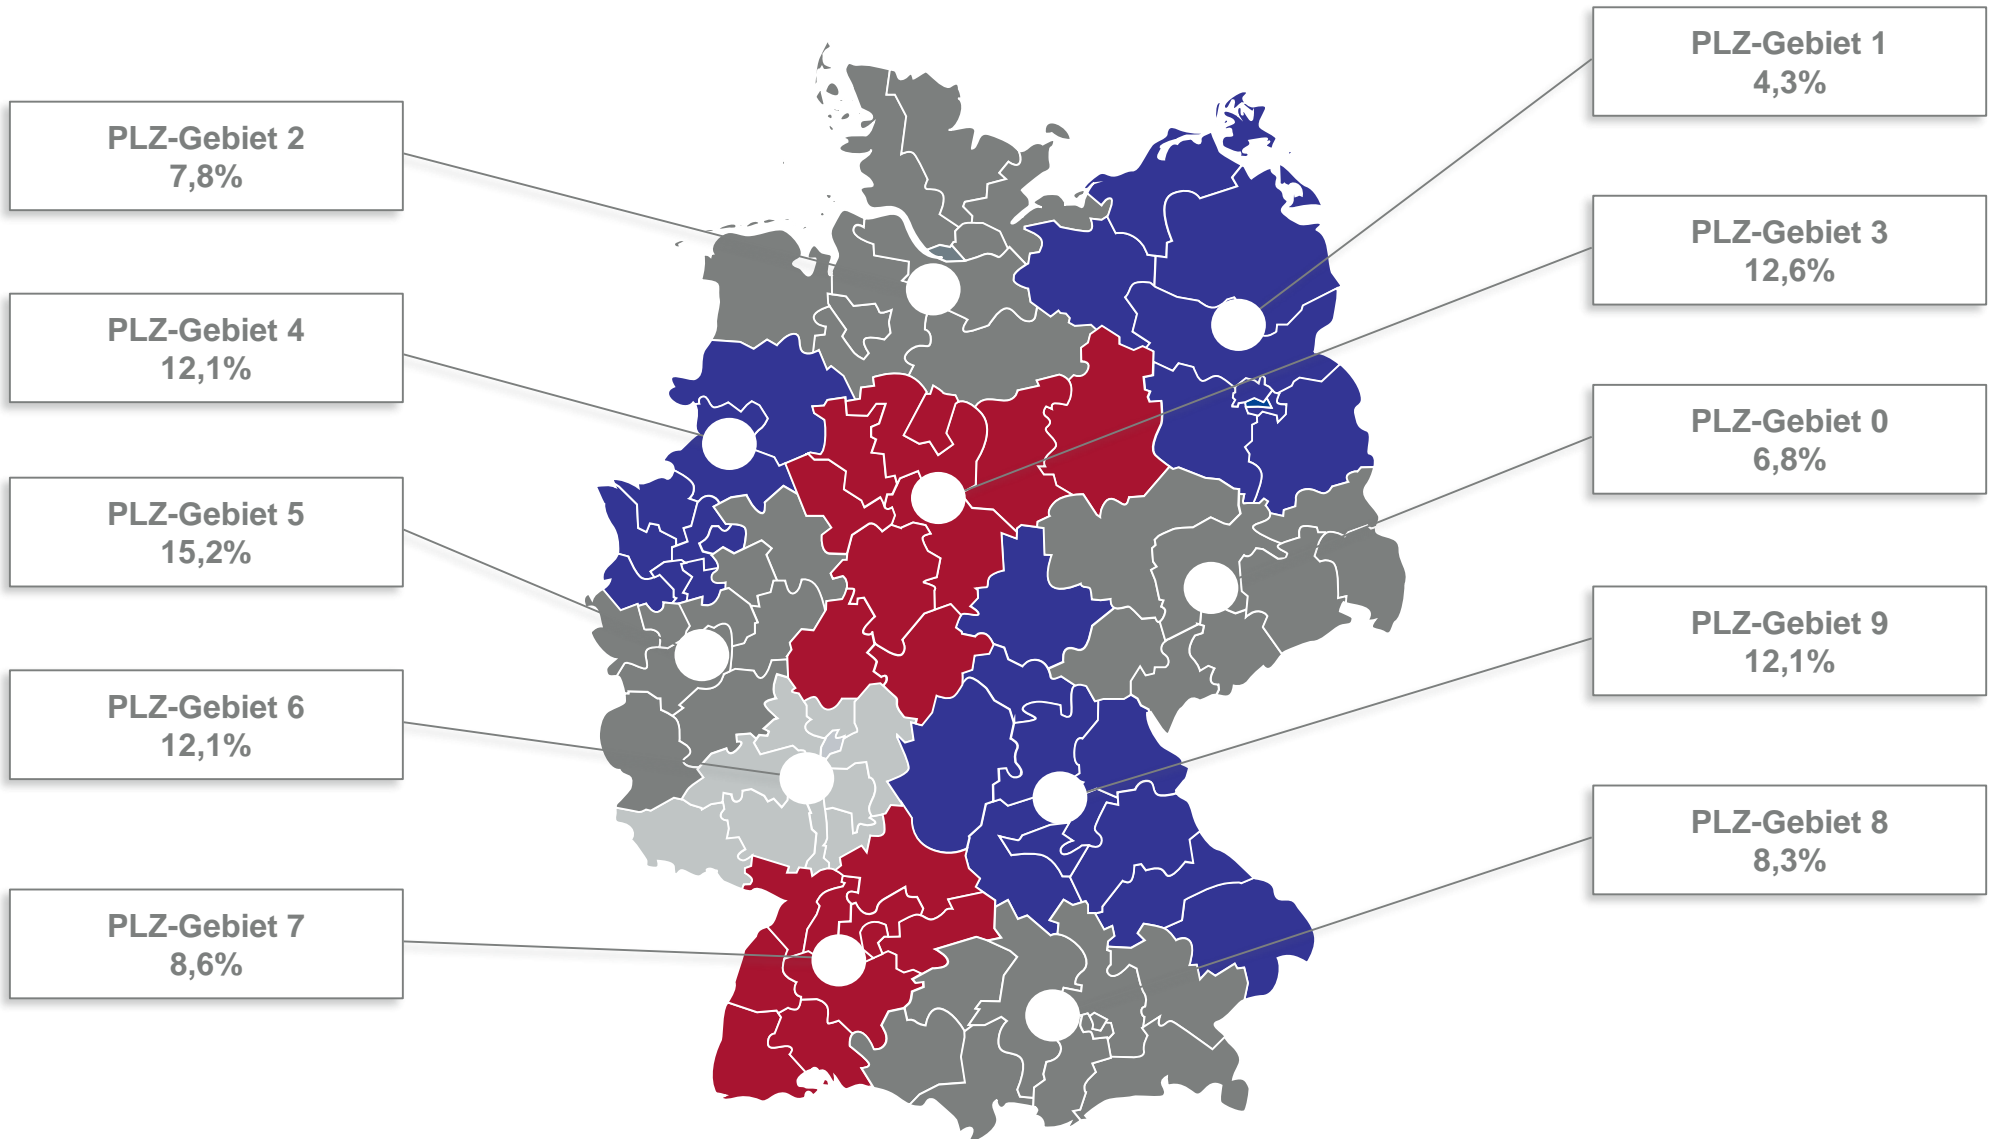 PLZ-Gebiet 1
4,3%
PLZ-Gebiet 2
7,8%
PLZ-Gebiet 3
12,6%
PLZ-Gebiet 4
12,1%
PLZ-Gebiet 0
6,8%
PLZ-Gebiet 5
15,2%
PLZ-Gebiet 9
12,1%
PLZ-Gebiet 6
12,1%
PLZ-Gebiet 8
8,3%
PLZ-Gebiet 7
8,6%